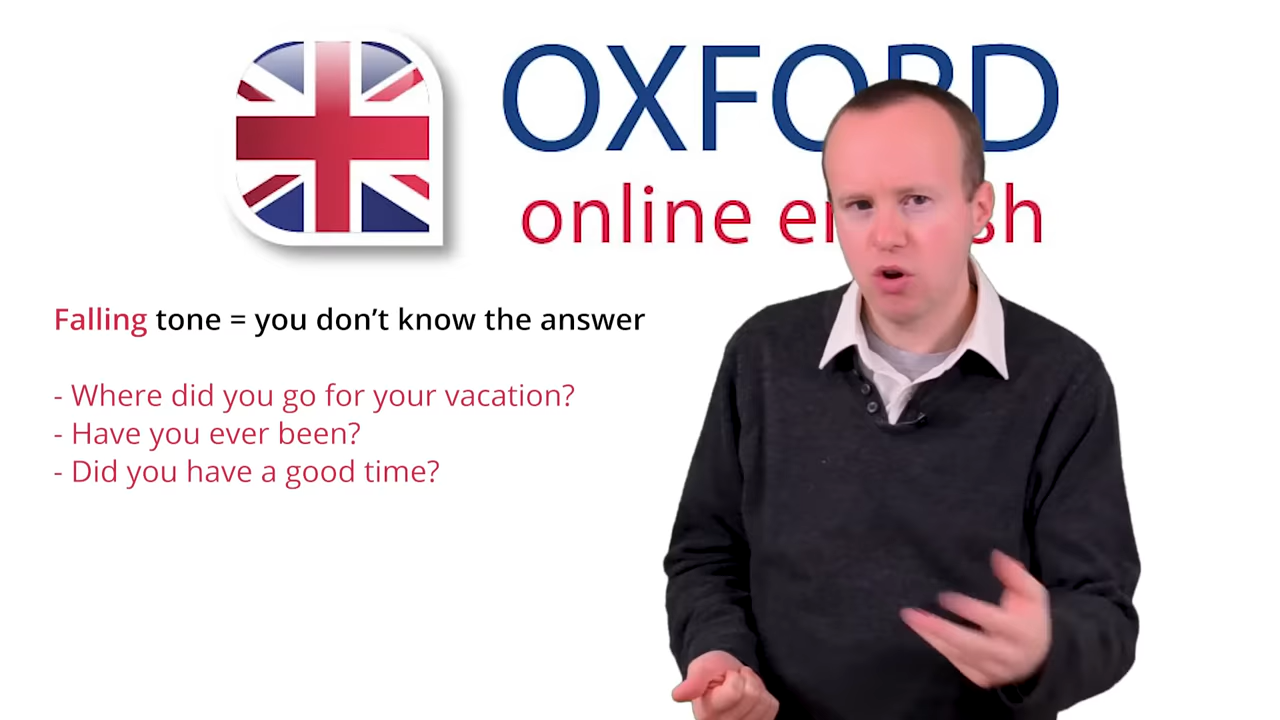 OXFORD
online
Falling tone = you don’t know the answer
- Where did you go for your vacation?
- Have you ever been?
- Did you have a good time?